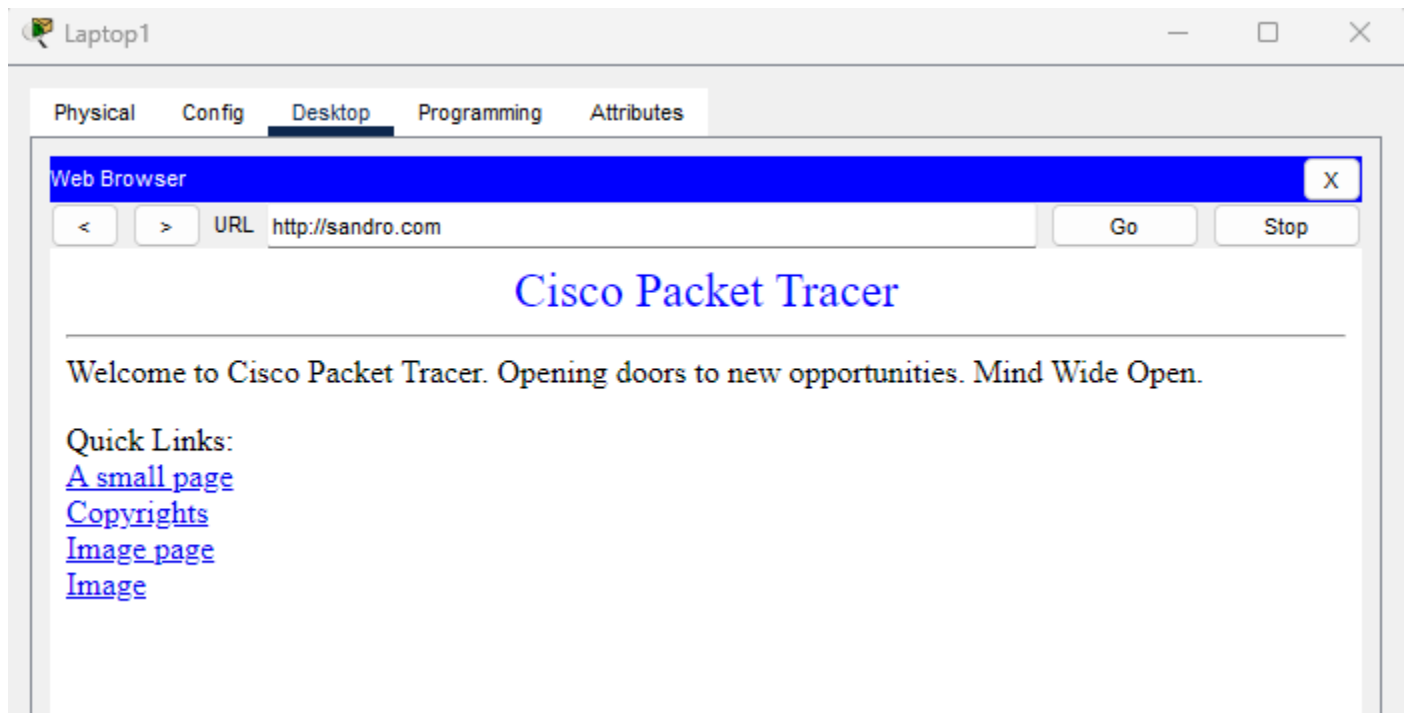 Laptop1
Physical Config Desktop Programming Attributes
Web Browser X
< > URL http://sandro.com Go Stop
Cisco Packet Tracer
Welcome to Cisco Packet Tracer. Opening doors to new opportunities. Mind Wide Open.
Quick Links:
A small page
Copyrights
Image page
Image